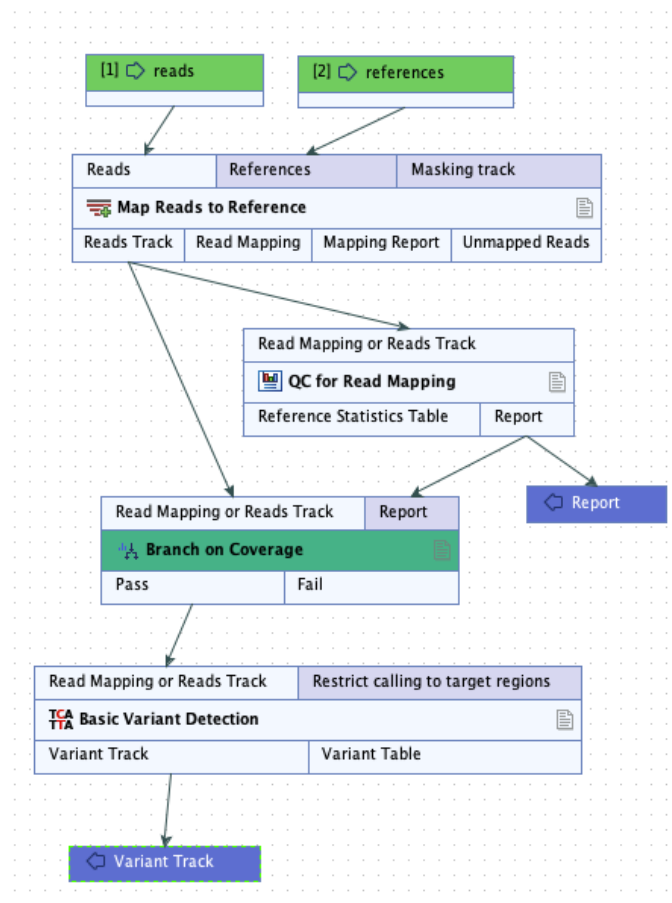 [1] reads
[2] references
Reads References Masking track
Map Reads to Reference
Reads Track Read Mapping Mapping Report Unmapped Reads
Read Mapping or Reads Track
QC for Read Mapping
Reference Statistics Table Report
Report
Read Mapping or Reads Track Report
Branch on Coverage
Pass Fail
Read Mapping or Reads Track Restrict calling to target regions
TCA
TTA
Basic Variant Detection
Variant Track Variant Table
Variant Track